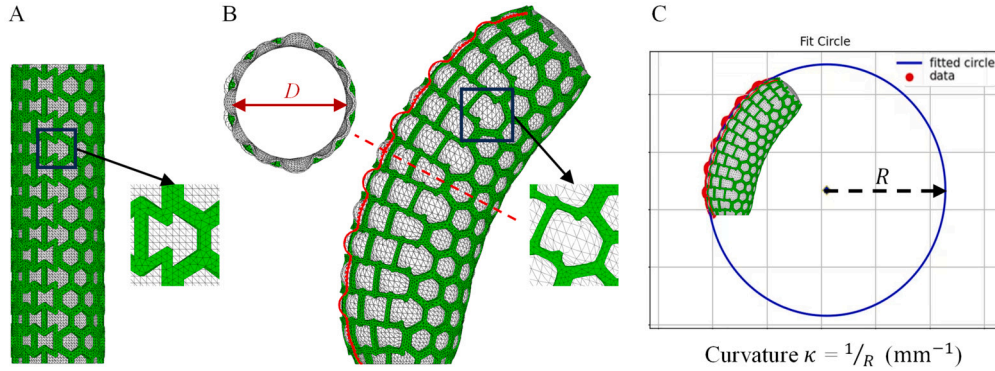 A
B
C
D
Fit Circle
fitted circle
data
R
Curvature κ = 1/R (mm⁻¹)